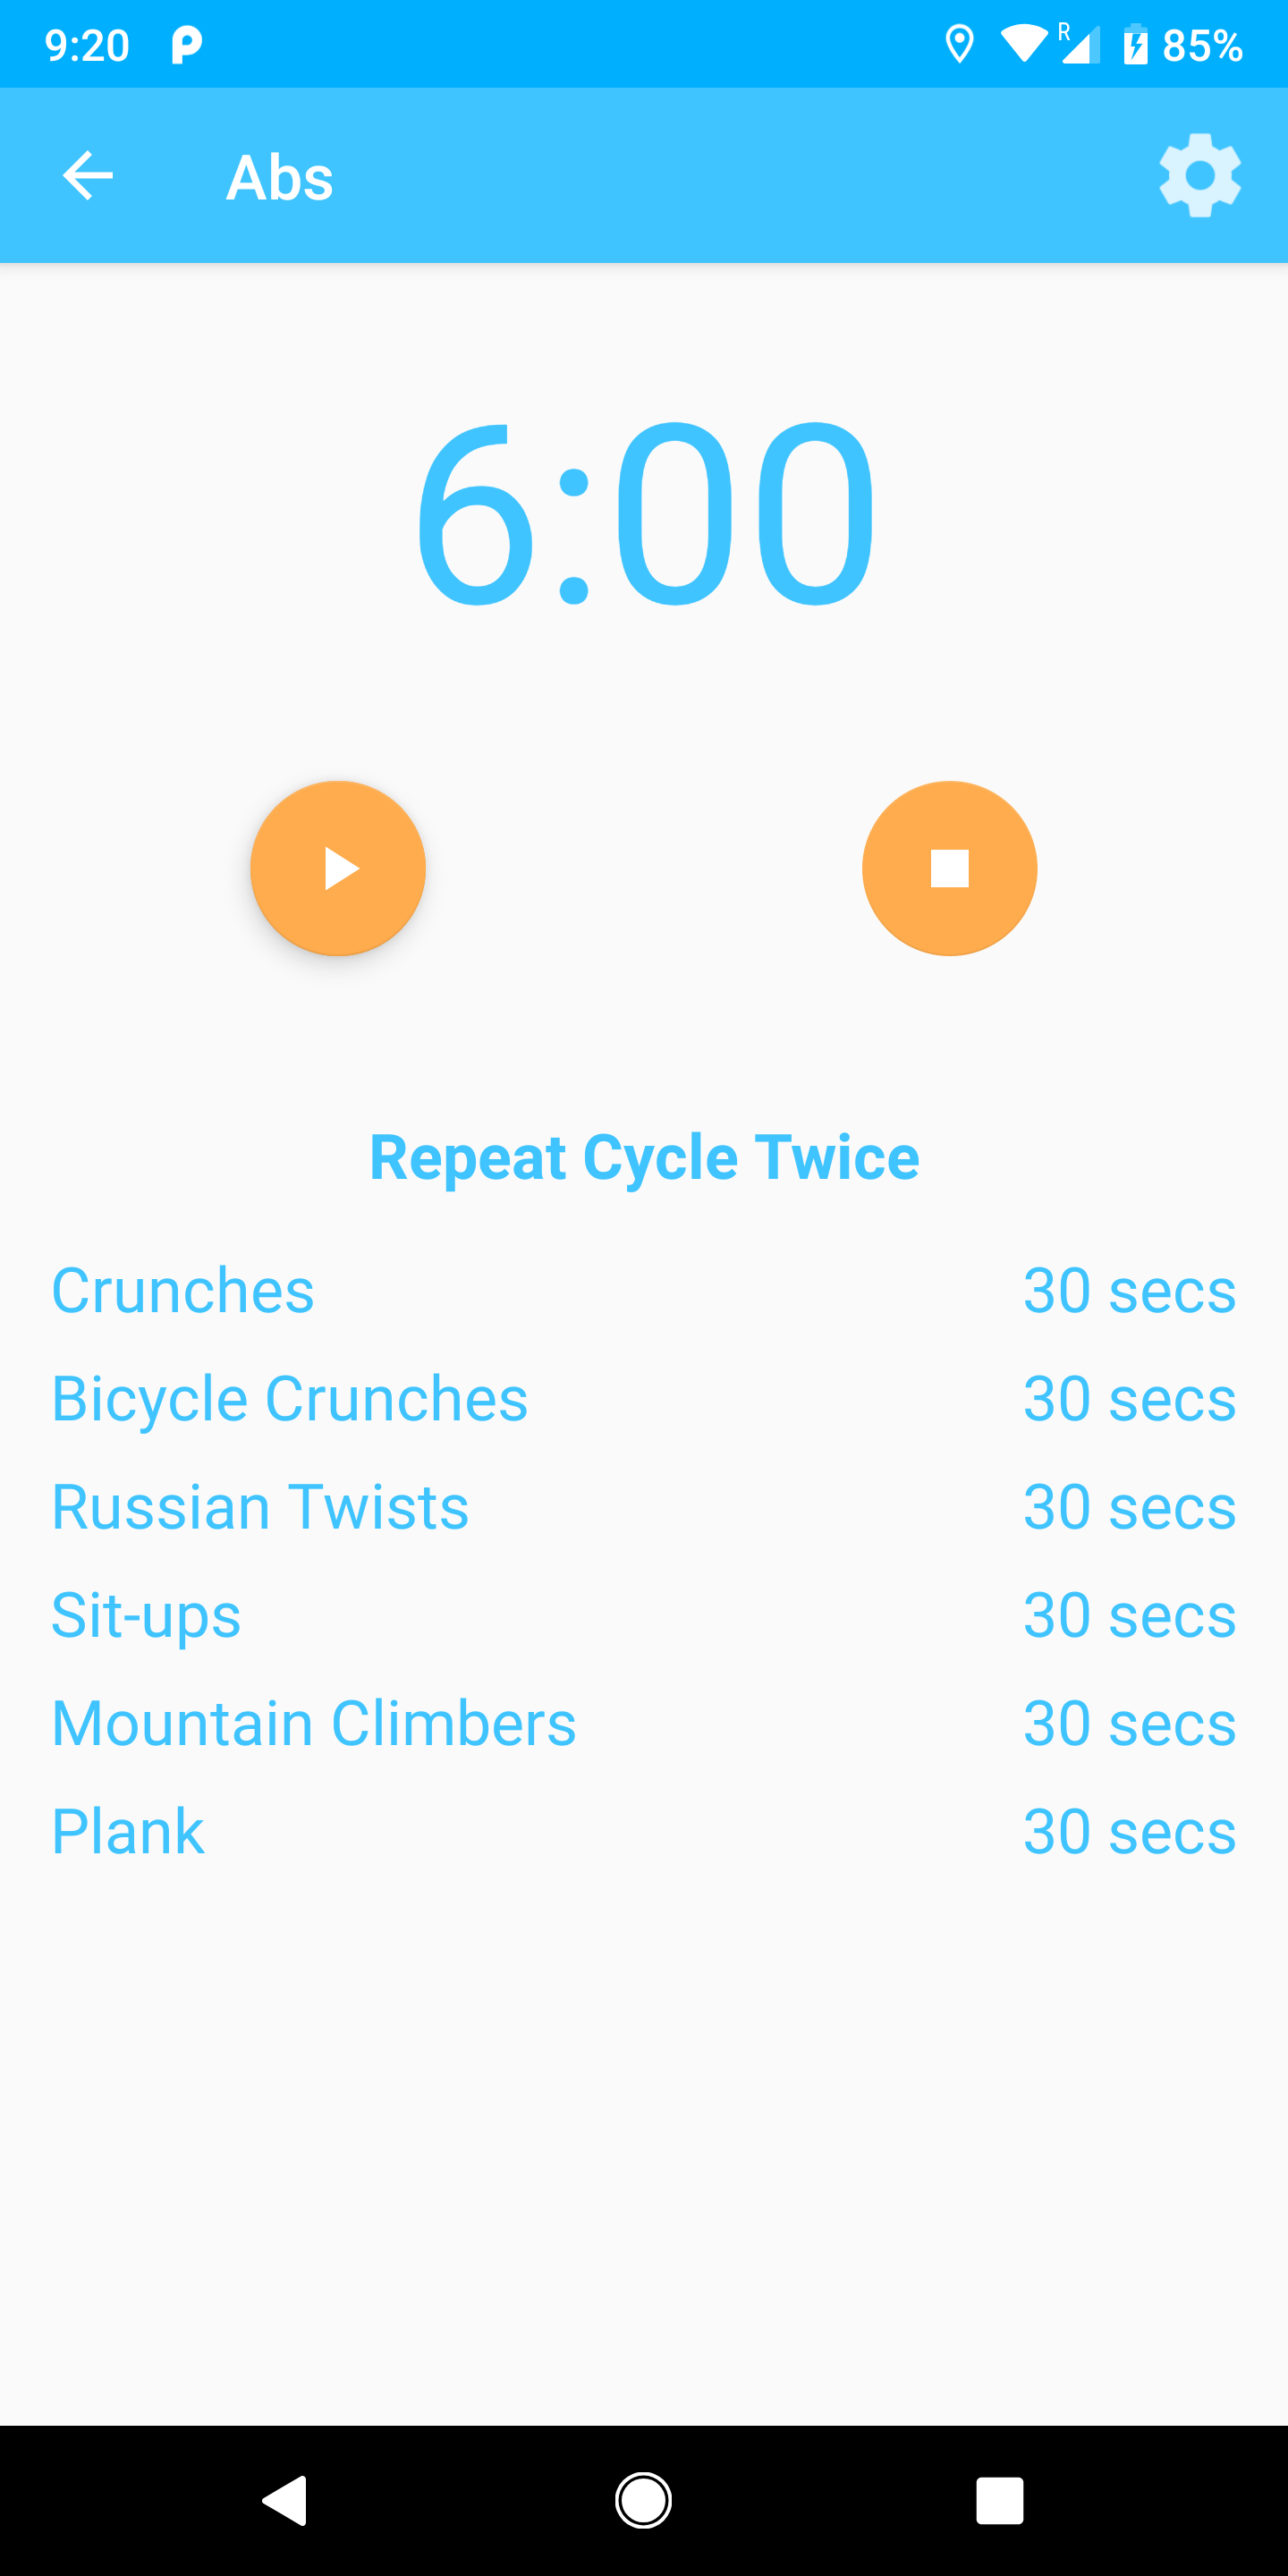 9:20 R 85%
Abs
6:00
Repeat Cycle Twice
Crunches 30 secs
Bicycle Crunches 30 secs
Russian Twists 30 secs
Sit-ups 30 secs
Mountain Climbers 30 secs
Plank 30 secs